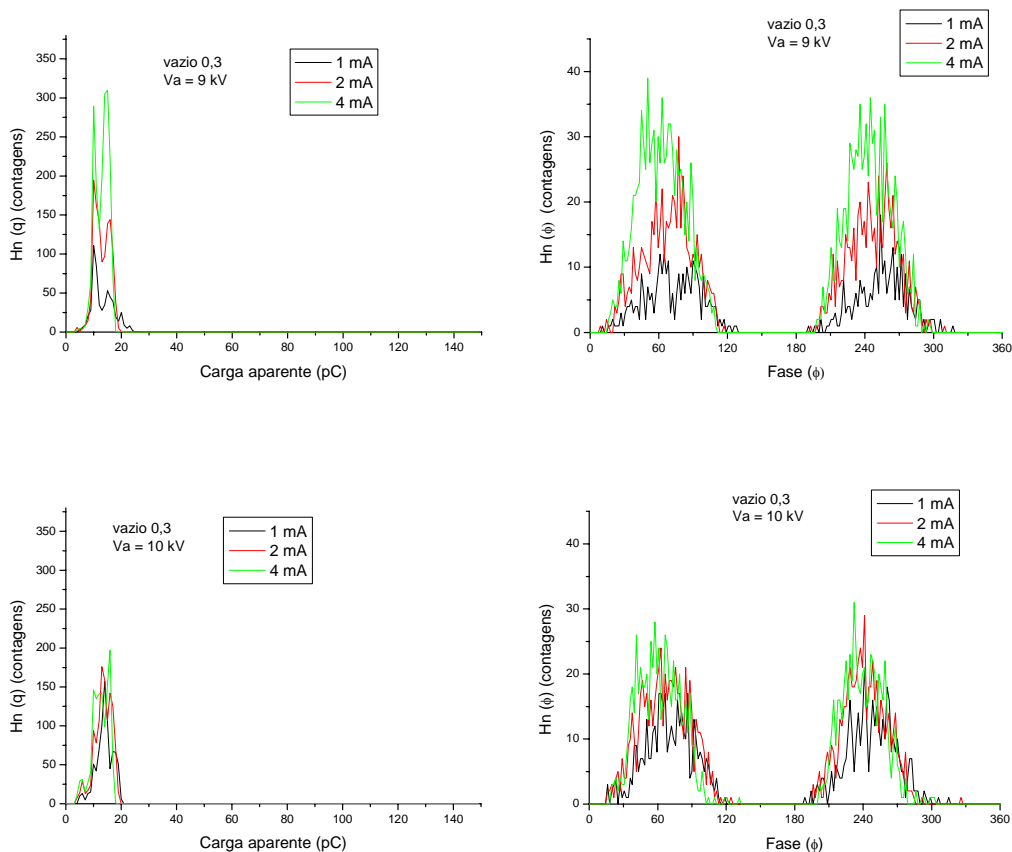 vazio 0,3
Va = 9 kV
1 mA
2 mA
4 mA
Hn (q) (contagens)
350
300
250
200
150
100
50
0
0 20 40 60 80 100 120 140
Carga aparente (pC)
vazio 0,3
Va = 9 kV
1 mA
2 mA
4 mA
Hn (ϕ) (contagens)
40
30
20
10
0
0 60 120 180 240 300 360
Fase (ϕ)
vazio 0,3
Va = 10 kV
1 mA
2 mA
4 mA
Hn (q) (contagens)
350
300
250
200
150
100
50
0
0 20 40 60 80 100 120 140
Carga aparente (pC)
vazio 0,3
Va = 10 kV
1 mA
2 mA
4 mA
Hn (ϕ) (contagens)
40
30
20
10
0
0 60 120 180 240 300 360
Fase (ϕ)